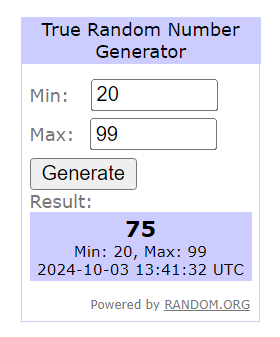 True Random Number
Generator
Min: 20
Max: 99
Generate
Result:
75
Min: 20, Max: 99
2024-10-03 13:41:32 UTC
Powered by RANDOM.ORG